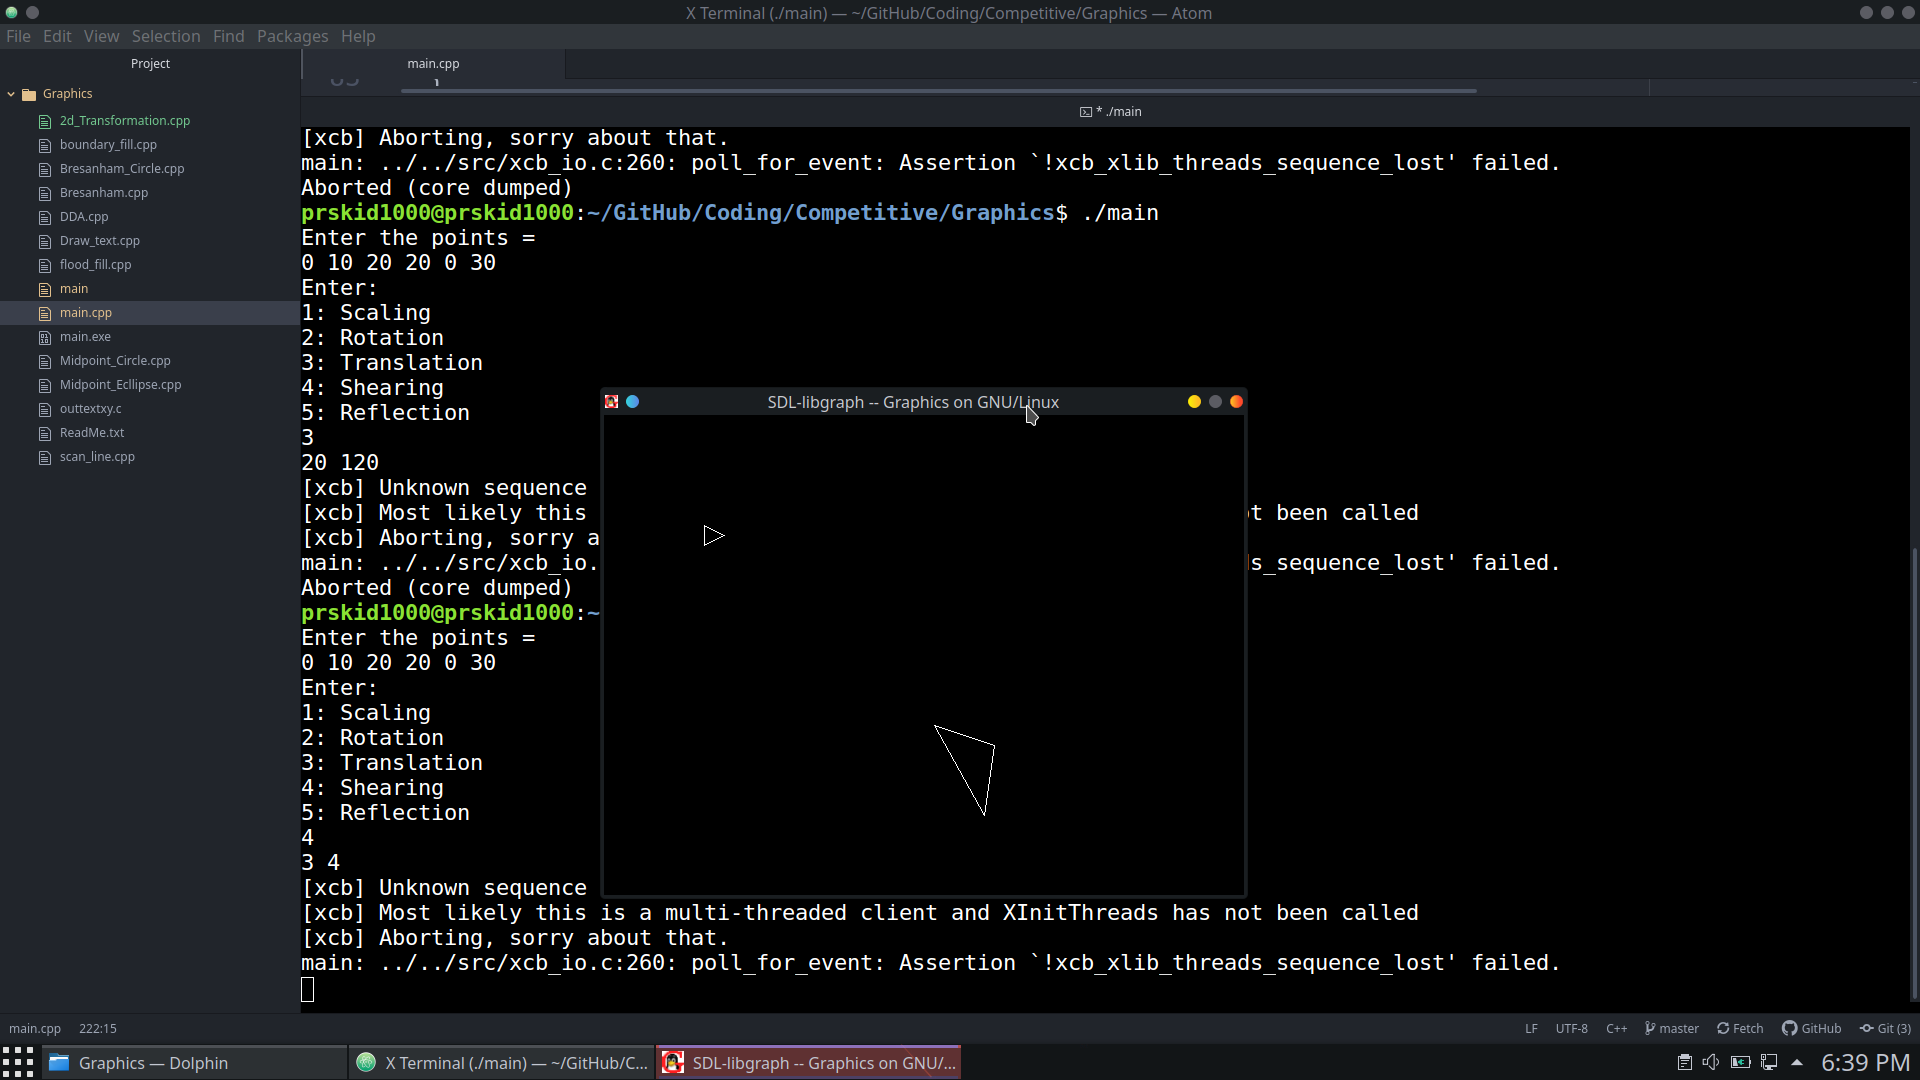 X Terminal (./main) — ~/GitHub/Coding/Competitive/Graphics — Atom
File Edit View Selection Find Packages Help
Project
main.cpp
Graphics
2d_Transformation.cpp
boundary_fill.cpp
Bresanham_Circle.cpp
Bresanham.cpp
DDA.cpp
Draw_text.cpp
flood_fill.cpp
main
main.cpp
main.exe
Midpoint_Circle.cpp
Midpoint_Ecllipse.cpp
outtextxy.c
ReadMe.txt
scan_line.cpp
* ./main
[xcb] Aborting, sorry about that.
main: ../../src/xcb_io.c:260: poll_for_event: Assertion `!xcb_xlib_threads_sequence_lost' failed.
Aborted (core dumped)
prskid1000@prskid1000:~/GitHub/Coding/Competitive/Graphics$ ./main
Enter the points =
0 10 20 20 0 30
Enter:
1: Scaling
2: Rotation
3: Translation
4: Shearing
5: Reflection
3
20 120
[xcb] Unknown sequence
[xcb] Most likely this t been called
[xcb] Aborting, sorry a
main: ../../src/xcb_io. s_sequence_lost' failed.
Aborted (core dumped)
prskid1000@prskid1000:~
Enter the points =
0 10 20 20 0 30
Enter:
1: Scaling
2: Rotation
3: Translation
4: Shearing
5: Reflection
4
3 4
[xcb] Unknown sequence
[xcb] Most likely this is a multi-threaded client and XInitThreads has not been called
[xcb] Aborting, sorry about that.
main: ../../src/xcb_io.c:260: poll_for_event: Assertion `!xcb_xlib_threads_sequence_lost' failed.
SDL-libgraph -- Graphics on GNU/Linux
main.cpp 222:15 LF UTF-8 C++ master Fetch GitHub Git (3)
Graphics — Dolphin X Terminal (./main) — ~/GitHub/C... SDL-libgraph -- Graphics on GNU/... 6:39 PM